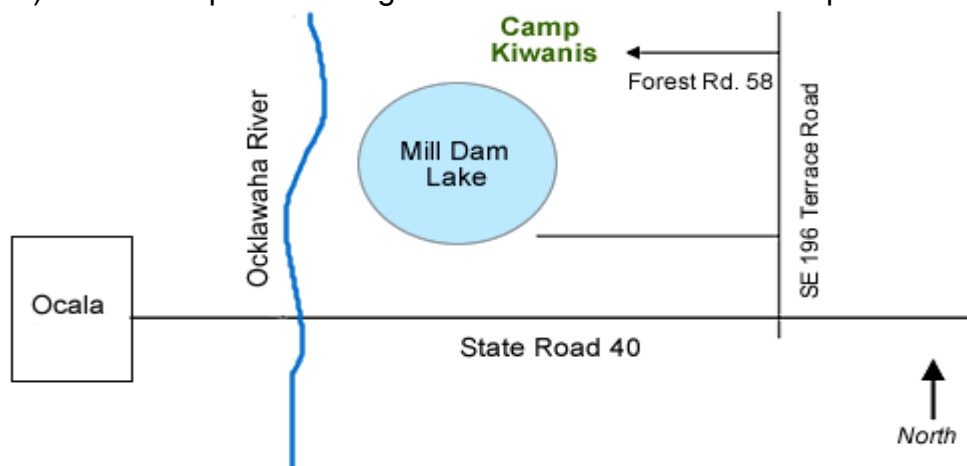 Camp
Kiwanis
Forest Rd. 58
Mill Dam
Lake
Ocklawaha River
SE 196 Terrace Road
Ocala
State Road 40
North